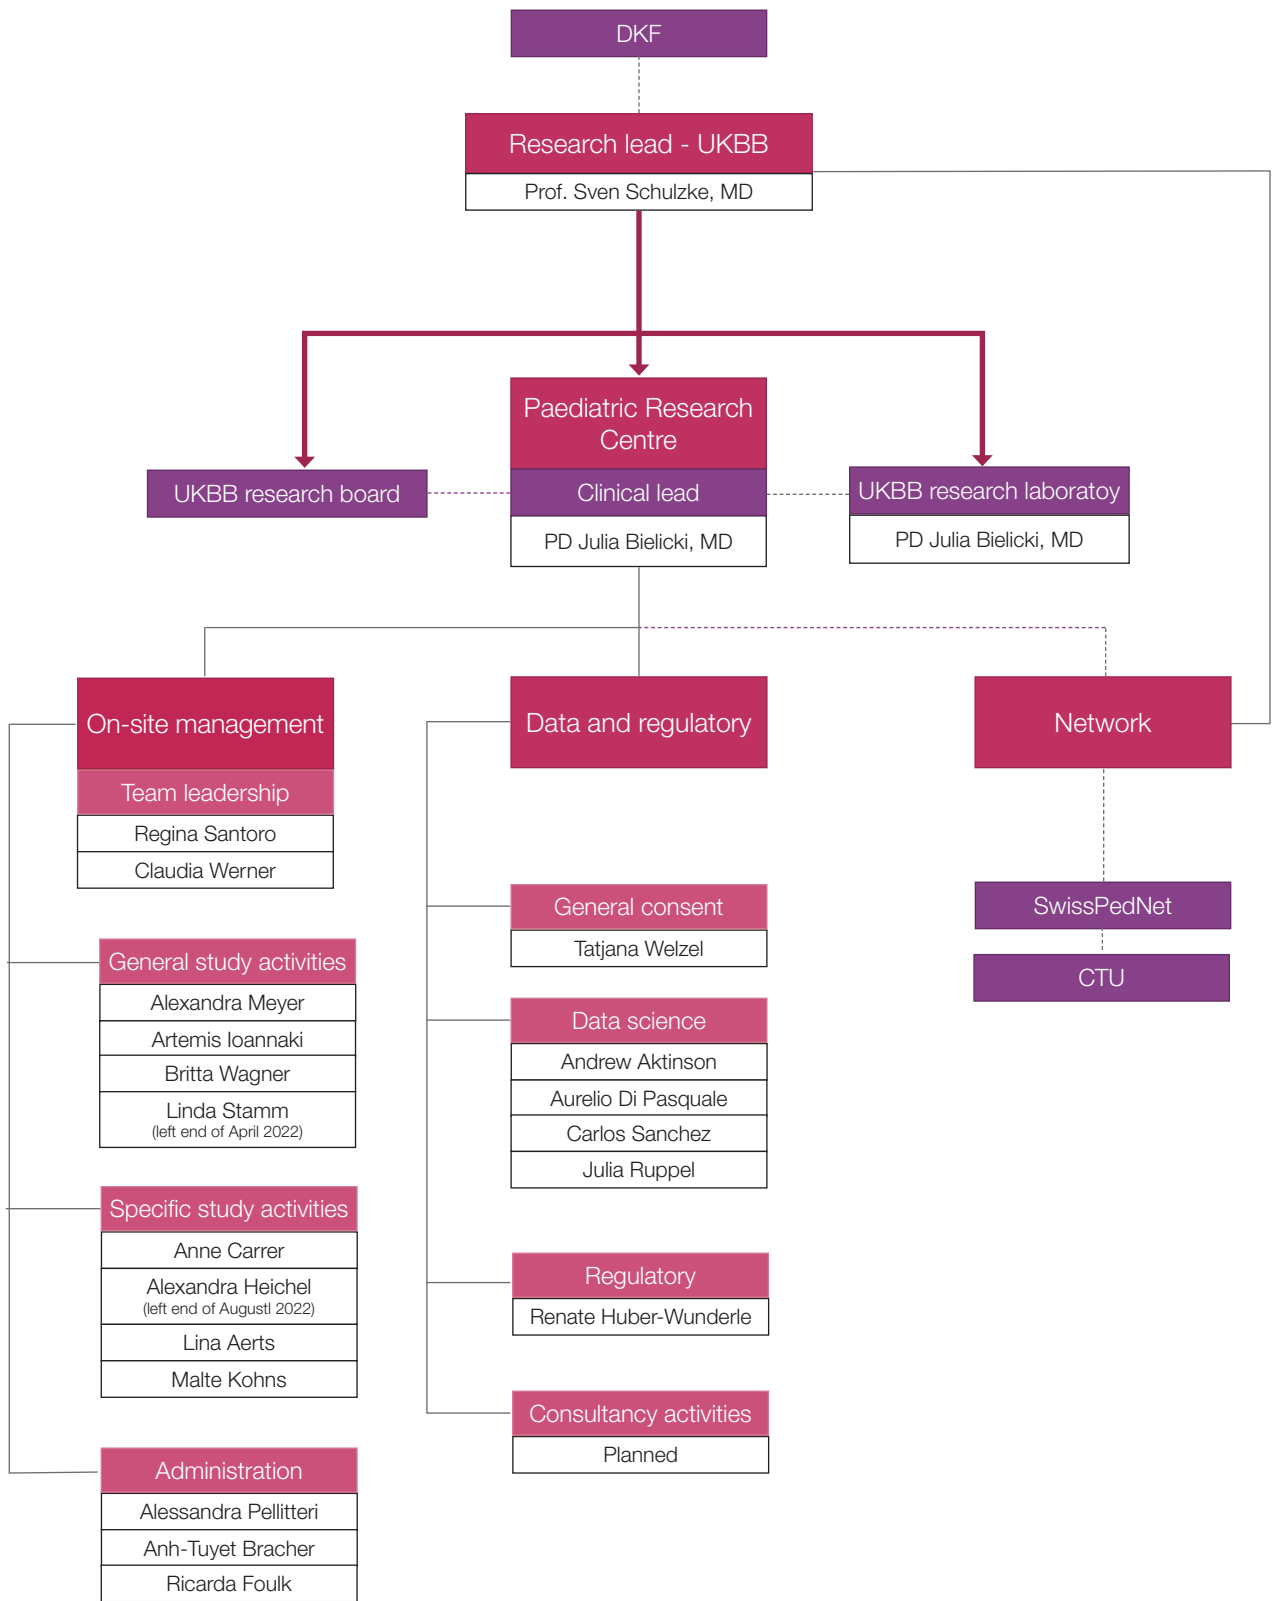 DKF
Research lead - UKBB
Prof. Sven Schulzke, MD
Paediatric Research
Centre
Clinical lead
PD Julia Bielicki, MD
UKBB research board
UKBB research laboratoy
PD Julia Bielicki, MD
On-site management
Team leadership
Regina Santoro
Claudia Werner
General study activities
Alexandra Meyer
Artemis Ioannaki
Britta Wagner
Linda Stamm
(left end of April 2022)
Specific study activities
Anne Carrer
Alexandra Heichel
(left end of Augustl 2022)
Lina Aerts
Malte Kohns
Administration
Alessandra Pellitteri
Anh-Tuyet Bracher
Ricarda Foulk
Data and regulatory
General consent
Tatjana Welzel
Data science
Andrew Aktinson
Aurelio Di Pasquale
Carlos Sanchez
Julia Ruppel
Regulatory
Renate Huber-Wunderle
Consultancy activities
Planned
Network
SwissPedNet
CTU